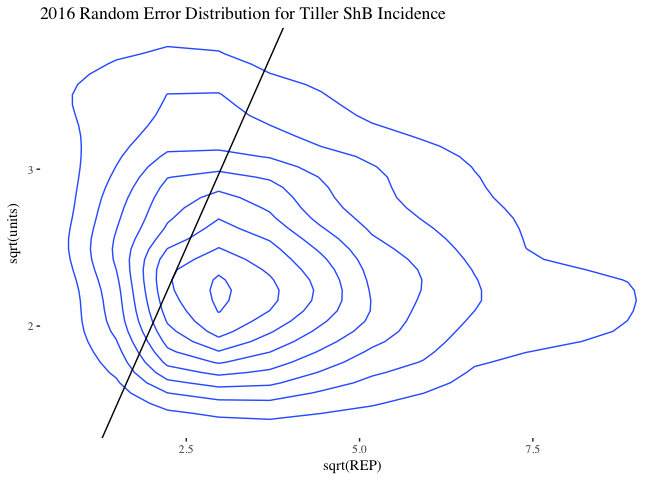 2016 Random Error Distribution for Tiller ShB Incidence
sqrt(units)
3
2
2.5 5.0 7.5
sqrt(REP)